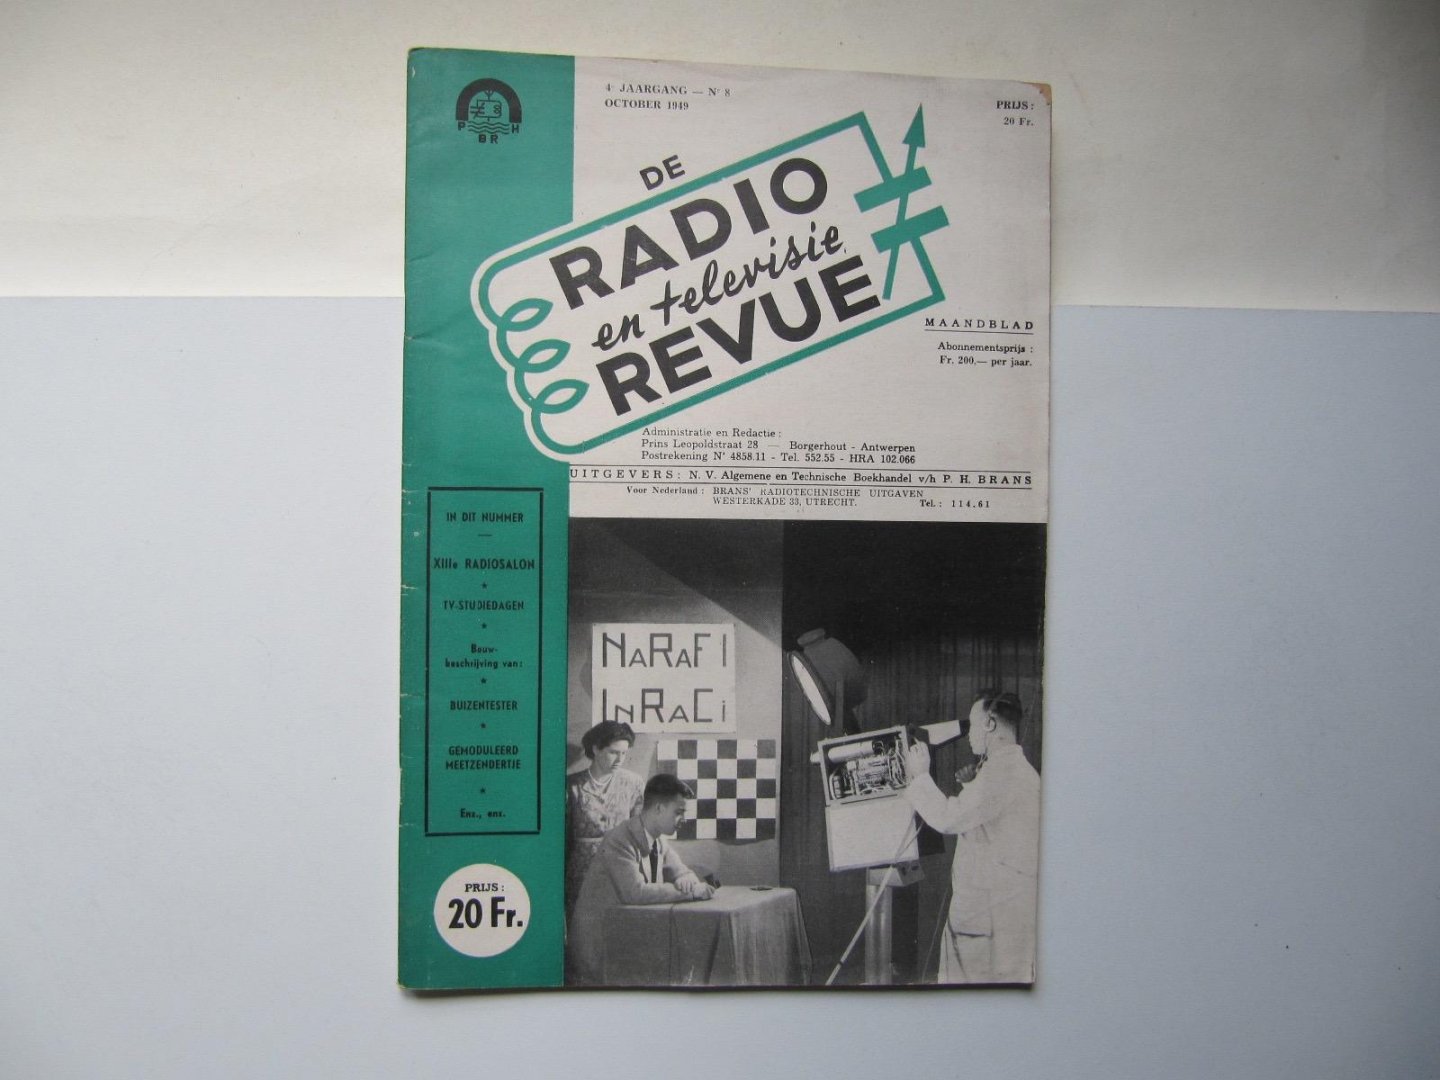 P H
BR
4e JAARGANG — Nr 8
OCTOBER 1949
PRIJS :
20 Fr.
DE
RADIO
en televisie
REVUE
MAANDBLAD
Abonnementsprijs :
Fr. 200,— per jaar.
Administratie en Redactie :
Prins Leopoldstraat 28 — Borgerhout - Antwerpen
Postrekening N° 4858.11 - Tel. 552.55 - HRA 102.066
UITGEVERS : N. V. Algemene en Technische Boekhandel v/h P. H. BRANS
Voor Nederland : BRANS' RADIOTECHNISCHE UITGAVEN
WESTERKADE 33, UTRECHT. Tel. : 114.61
IN DIT NUMMER
XIIIe RADIOSALON
TV-STUDIEDAGEN
Bouw-
beschrijving van :
BUIZENTESTER
GEMODULEERD
MEETZENDERTJE
Enz., enz.
PRIJS :
20 Fr.
NARAFI
INRACI